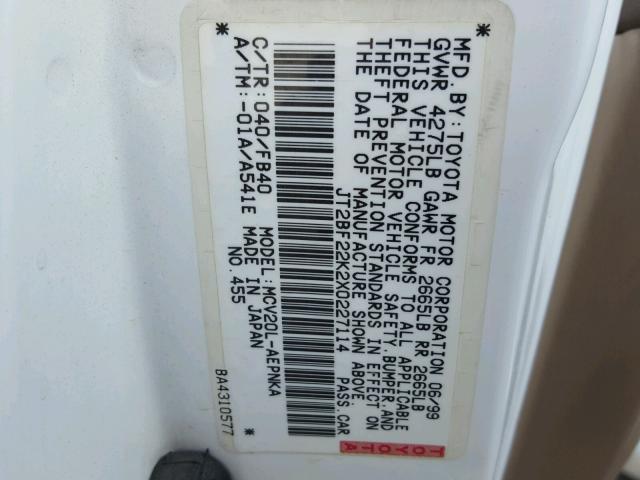 MFD.BY:TOYOTA MOTOR CORPORATION 06/99
GVWR 4275LB GAWR FR 2665LB RR 2665LB
THIS VEHICLE CONFORMS TO ALL APPLICABLE
FEDERAL MOTOR VEHICLE SAFETY,BUMPER,AND
THEFT PREVENTION STANDARDS IN EFFECT ON
THE DATE OF MANUFACTURE SHOWN ABOVE.
JT2BF22K2X0227114 PASS.CAR
*
*
C/TR:040/FB40 MODEL:MCV20L-AEPNKA
A/TM:-01A/A541E MADE IN JAPAN
NO.455
BA4310577
TOYOTA
TOYOTA